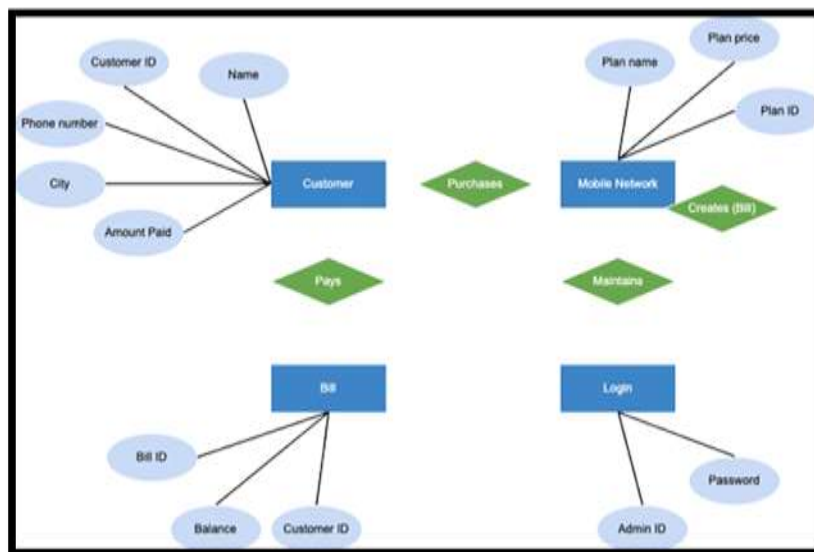 Plan price
Customer ID
Name
Plan name
Plan ID
Phone number
City
Customer
Purchases
Mobile Network
Creates (Bill)
Amount Paid
Pays
Maintains
Bill
Login
Bill ID
Balance
Customer ID
Password
Admin ID